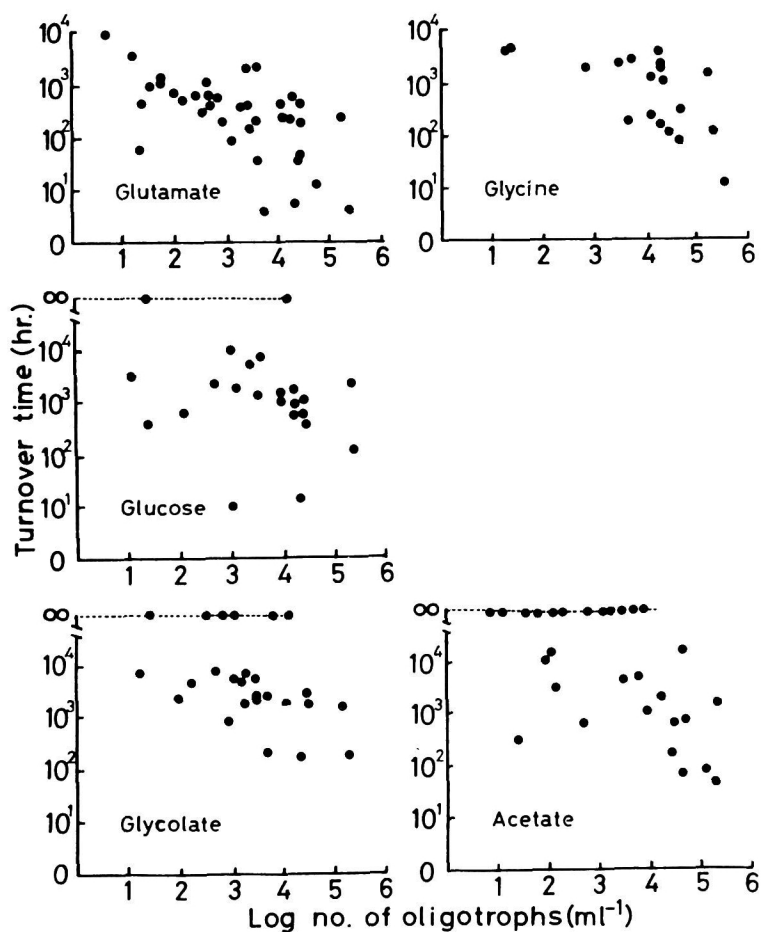 10⁴
10³
10²
10¹
0
Glutamate
1 2 3 4 5 6
10⁴
10³
10²
10¹
0
Glycine
1 2 3 4 5 6
Turnover time (hr.)
∞
10⁴
10³
10²
10¹
0
Glucose
1 2 3 4 5 6
∞
10⁴
10³
10²
10¹
0
Glycolate
1 2 3 4 5 6
∞
10⁴
10³
10²
10¹
0
Acetate
1 2 3 4 5 6
Log no. of oligotrophs (ml⁻¹)